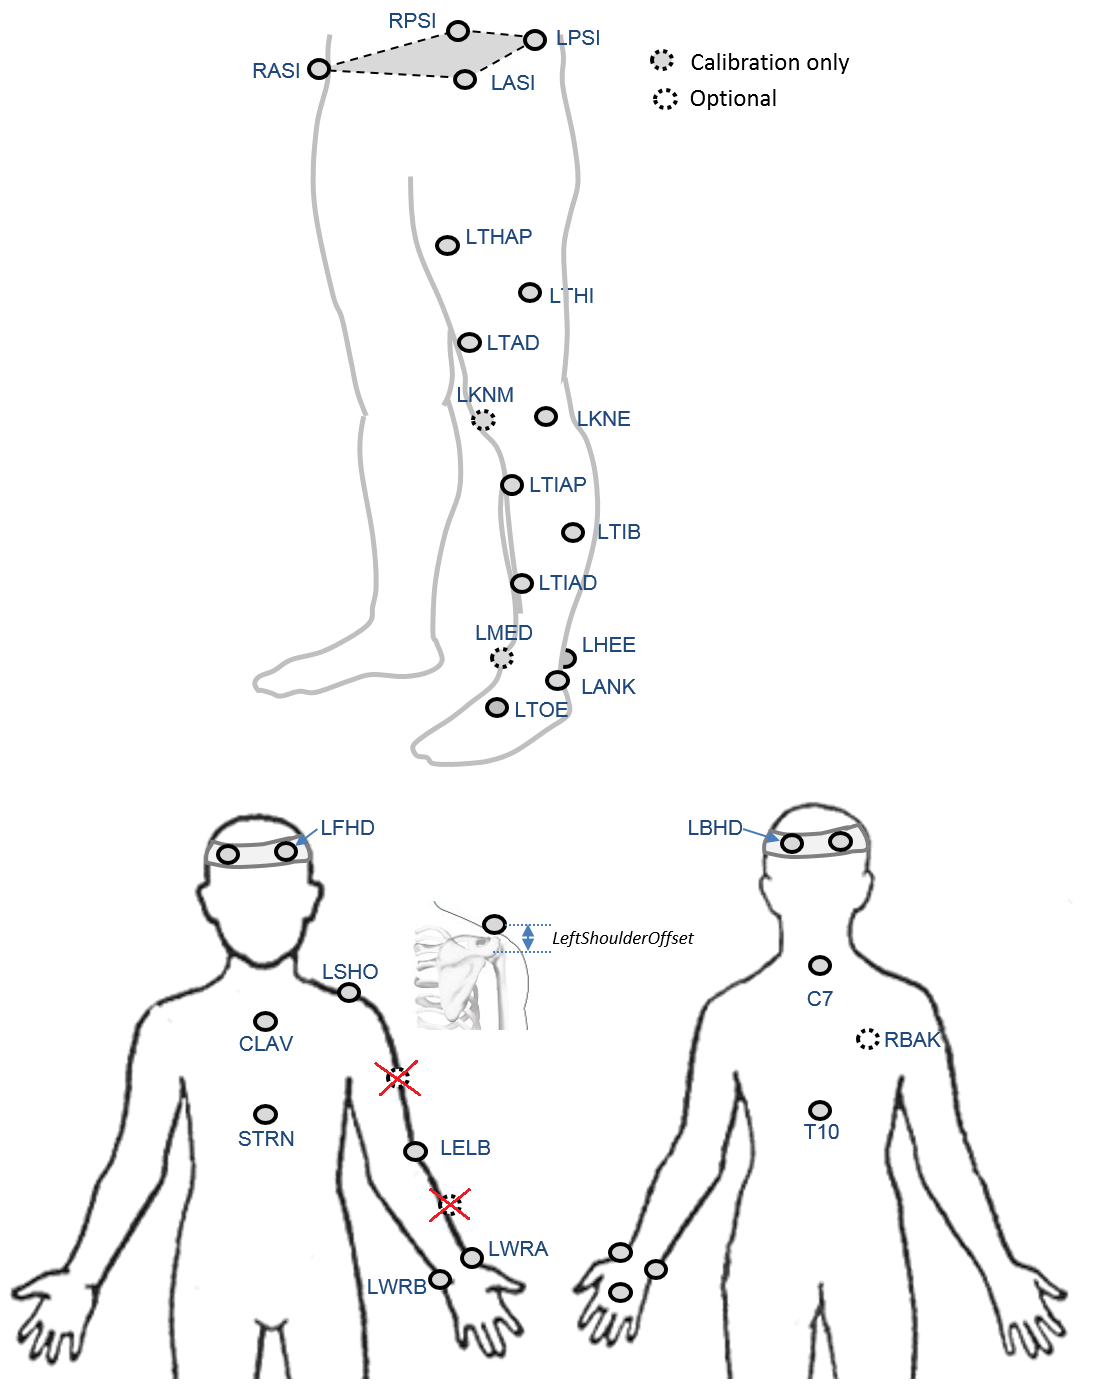 RPSI
LPSI
RASI
LASI
Calibration only
Optional
LTHAP
LTHI
LTAD
LKNM
LKNE
LTIAP
LTIB
LTIAD
LMED
LHEE
LANK
LTOE
LFHD
LBHD
LeftShoulderOffset
LSHO
C7
CLAV
RBAK
STRN
T10
LELB
LWRA
LWRB